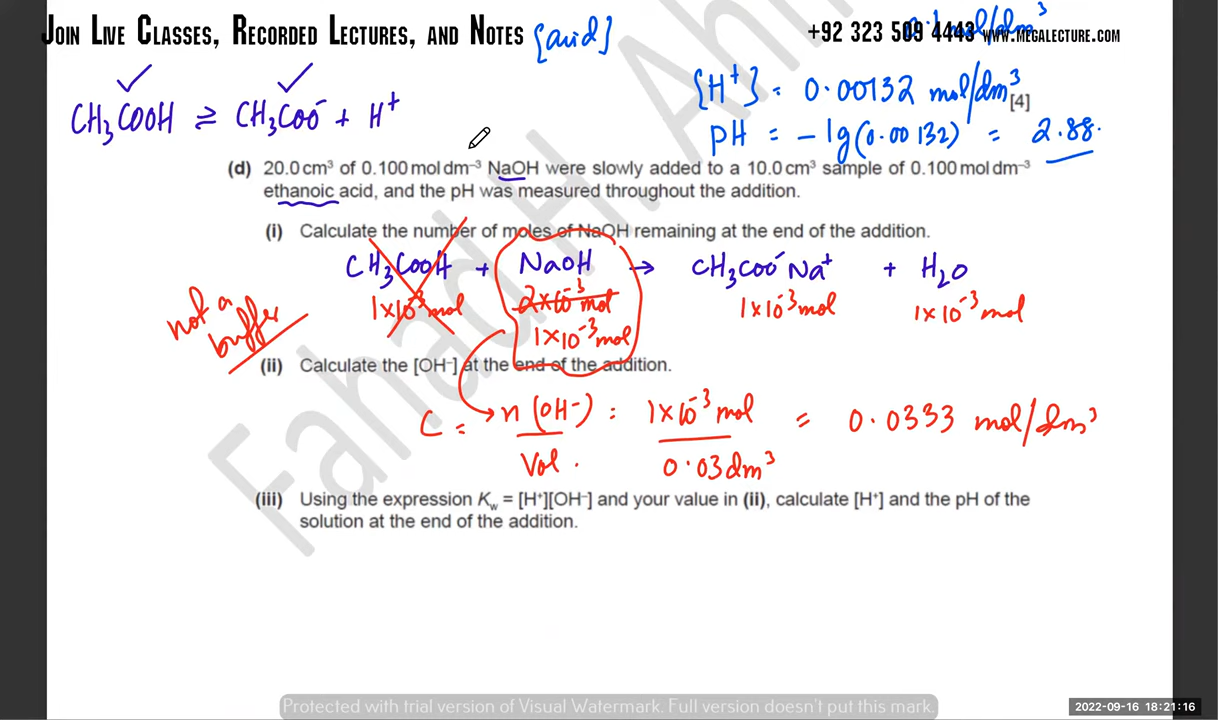 JOIN LIVE CLASSES, RECORDED LECTURES, AND NOTES
[acid]
mol/dm³
+92 323 509 4443 www.megalecture.com
CH₃COOH ⇌ CH₃COO⁻ + H⁺
[H⁺] = 0.00132 mol/dm³
[4]
pH = -lg(0.00132) = 2.88.
(d) 20.0 cm³ of 0.100 mol dm⁻³ NaOH were slowly added to a 10.0 cm³ sample of 0.100 mol dm⁻³
ethanoic acid, and the pH was measured throughout the addition.
(i) Calculate the number of moles of NaOH remaining at the end of the addition.
CH₃COOH + NaOH → CH₃COO⁻Na⁺ + H₂O
1×10⁻³ mol 2×10⁻³ mol 1×10⁻³ mol 1×10⁻³ mol
1×10⁻³ mol
not a
buffer
(ii) Calculate the [OH⁻] at the end of the addition.
C = n(OH⁻) : 1×10⁻³ mol = 0.0333 mol/dm³
Vol. 0.03 dm³
(iii) Using the expression Kw = [H⁺][OH⁻] and your value in (ii), calculate [H⁺] and the pH of the
solution at the end of the addition.
Fahad H
Protected with trial version of Visual Watermark. Full version doesn't put this mark.
2022-09-16 18:21:16